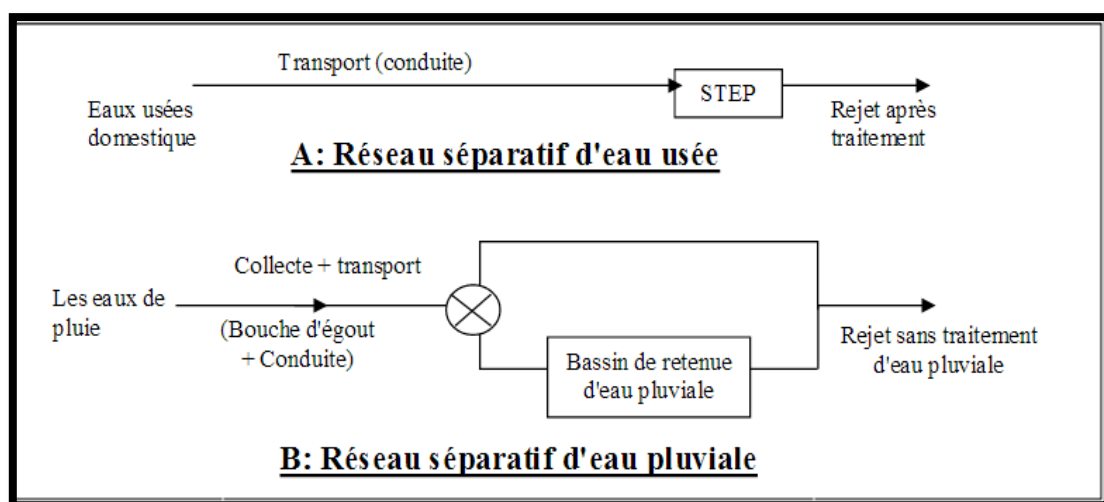 Transport (conduite)
Eaux usées
domestique
STEP
Rejet après
traitement
A: Réseau séparatif d'eau usée
Collecte + transport
Les eaux de
pluie
(Bouche d'égout
+ Conduite)
Bassin de retenue
d'eau pluviale
Rejet sans traitement
d'eau pluviale
B: Réseau séparatif d'eau pluviale